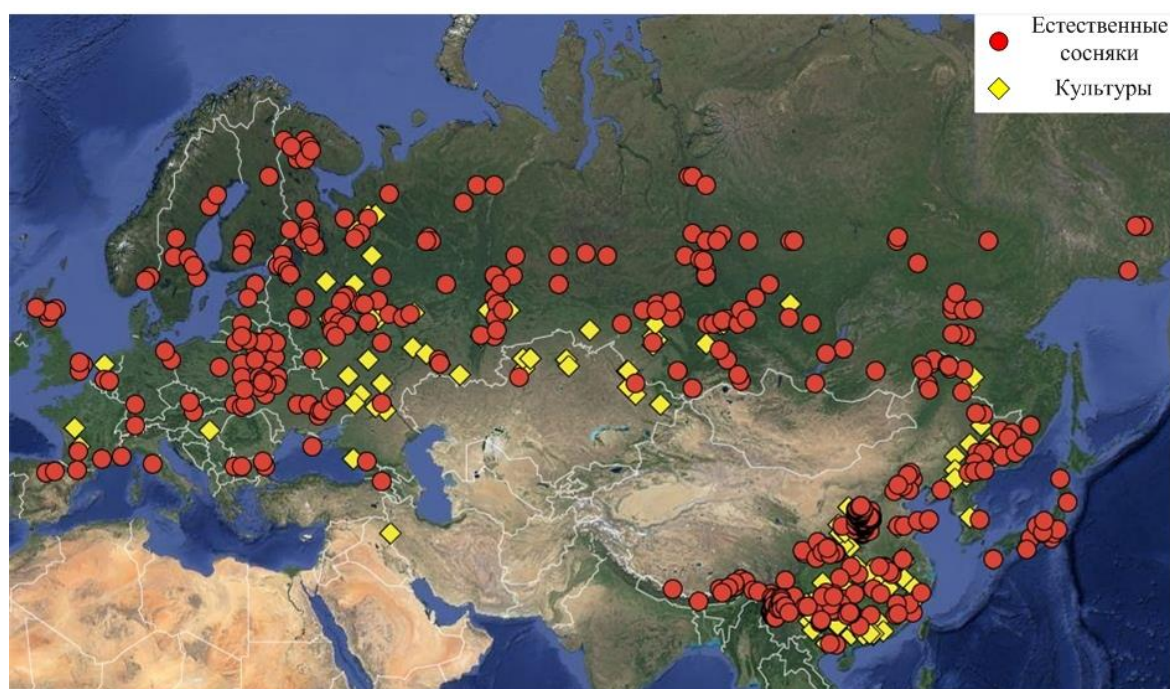 Естественные
сосняки
Культуры